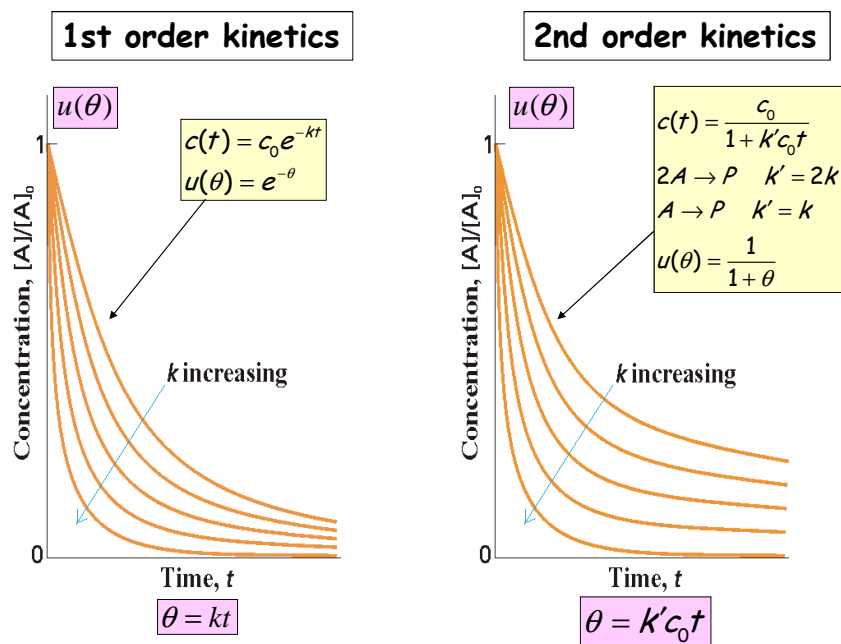 1st order kinetics
u(θ)
c(t) = c₀e^{-kt}
u(θ) = e^{-θ}
1
Concentration, [A]/[A]₀
k increasing
0
Time, t
θ = kt
2nd order kinetics
u(θ)
c(t) = c₀ / (1 + k′c₀t)
2A → P k′ = 2k
A → P k′ = k
u(θ) = 1 / (1 + θ)
1
Concentration, [A]/[A]₀
k increasing
0
Time, t
θ = k′c₀t